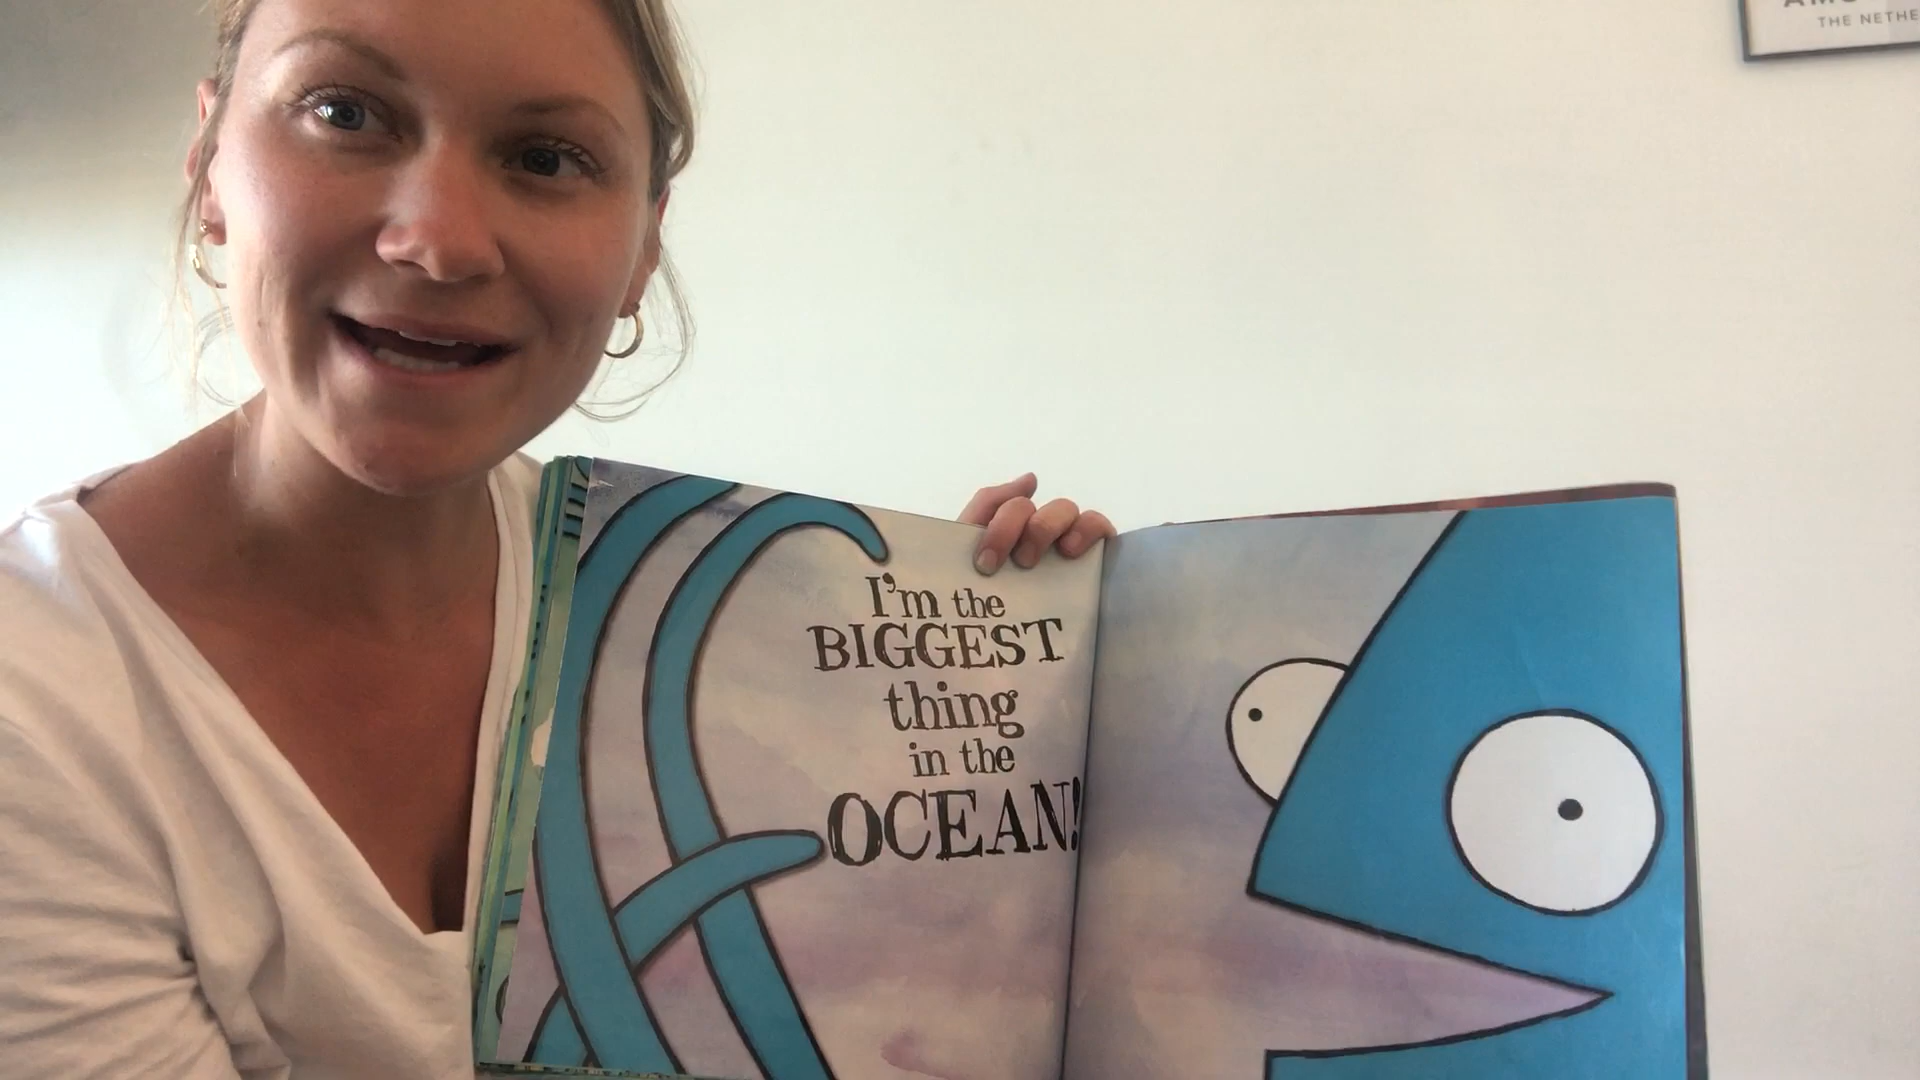 THE NETHE
I'm the
BIGGEST
thing
in the
OCEAN!